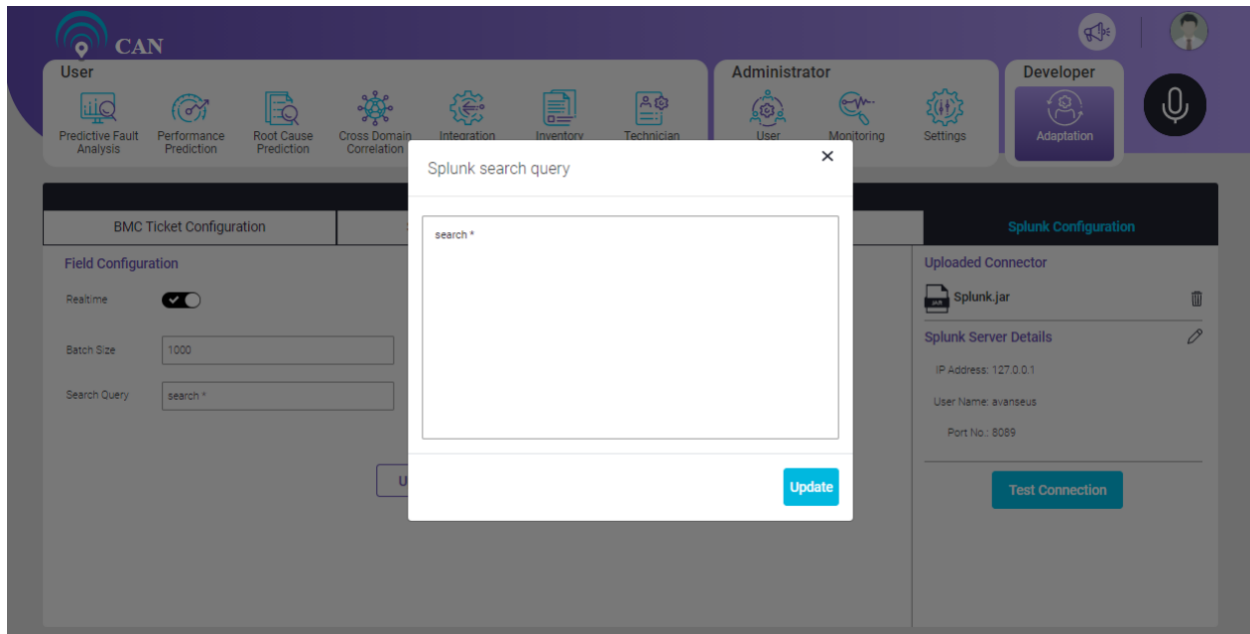 CAN
User
Administrator
Developer
Predictive Fault
Analysis
Performance
Prediction
Root Cause
Prediction
Cross Domain
Correlation
Integration
Inventory
Technician
User
Monitoring
Settings
Adaptation
Splunk search query
×
BMC Ticket Configuration
Splunk Configuration
search *
Field Configuration
Realtime
Batch Size
1000
Search Query
search *
U
Update
Uploaded Connector
Splunk.jar
Splunk Server Details
IP Address: 127.0.0.1
User Name: avanseus
Port No.: 8089
Test Connection